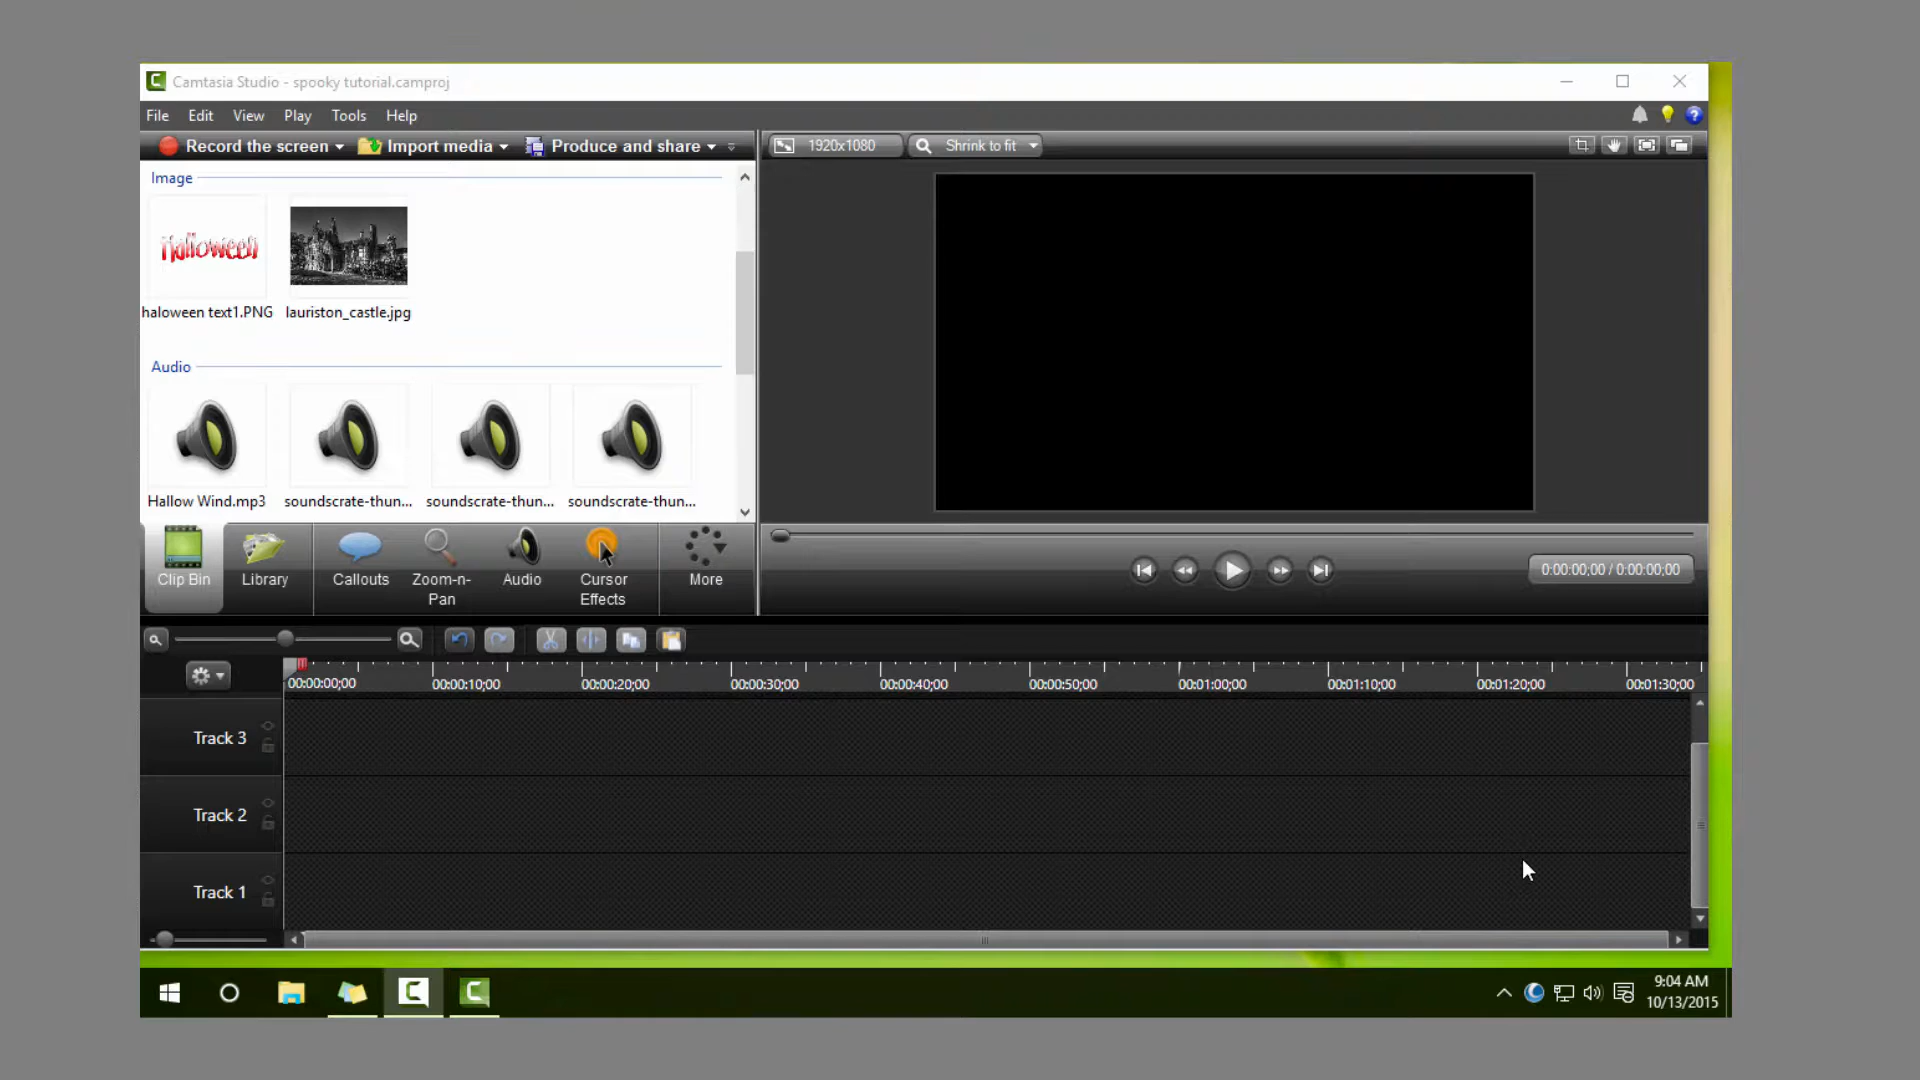 Camtasia Studio - spooky tutorial.camproj
File Edit View Play Tools Help
Record the screen Import media Produce and share
1920x1080 Shrink to fit
Image
Halloween
haloween text1.PNG lauriston_castle.jpg
Audio
Hallow Wind.mp3 soundscrate-thun... soundscrate-thun... soundscrate-thun...
Clip Bin Library Callouts Zoom-n-Pan Audio Cursor Effects More
0:00:00;00 / 0:00:00;00
00:00:00;00 00:00:10;00 00:00:20;00 00:00:30;00 00:00:40;00 00:00:50;00 00:01:00;00 00:01:10;00 00:01:20;00 00:01:30;00
Track 3
Track 2
Track 1
9:04 AM
10/13/2015